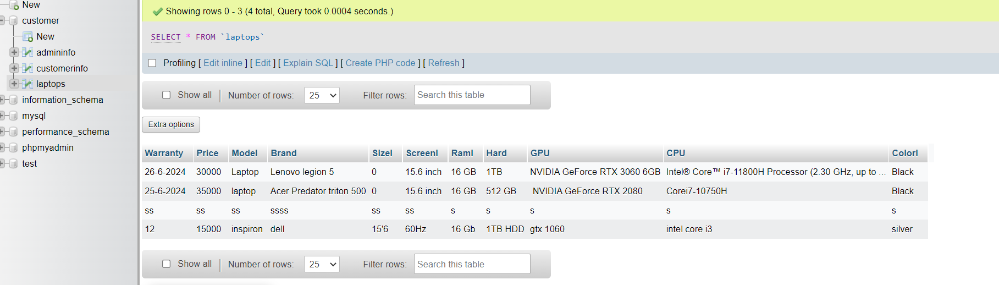 New
customer
New
admininfo
customerinfo
laptops
information_schema
mysql
performance_schema
phpmyadmin
test
Showing rows 0 - 3 (4 total, Query took 0.0004 seconds.)
SELECT * FROM `laptops`
Profiling [ Edit inline ] [ Edit ] [ Explain SQL ] [ Create PHP code ] [ Refresh ]
Show all Number of rows: 25 Filter rows: Search this table
Extra options
Warranty Price Model Brand Sizel Screenl Raml Hard GPU CPU Colorl
26-6-2024 30000 Laptop Lenovo legion 5 0 15.6 inch 16 GB 1TB NVIDIA GeForce RTX 3060 6GB Intel® Core™ i7-11800H Processor (2.30 GHz, up to ... Black
25-6-2024 35000 laptop Acer Predator triton 500 0 15.6 inch 16 GB 512 GB NVIDIA GeForce RTX 2080 Corei7-10750H Black
ss ss ss ssss ss ss s s s s s
12 15000 inspiron dell 15'6 60Hz 16 Gb 1TB HDD gtx 1060 intel core i3 silver
Show all Number of rows: 25 Filter rows: Search this table